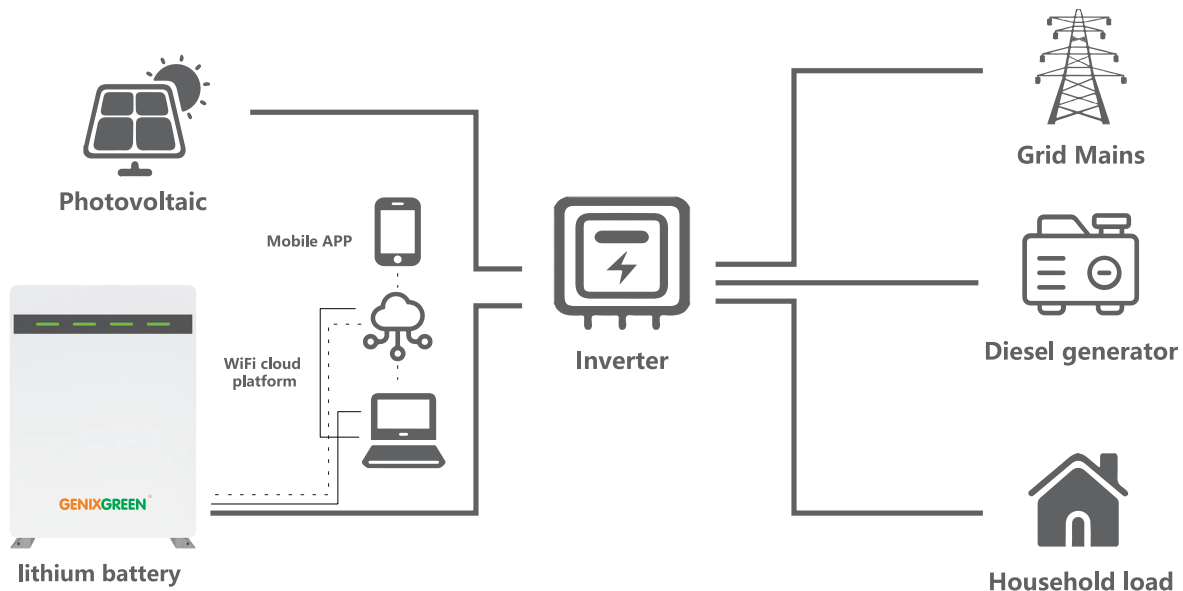 Photovoltaic
Mobile APP
WiFi cloud
platform
GENIXGREEN®
lithium battery
Inverter
Grid Mains
Diesel generator
Household load